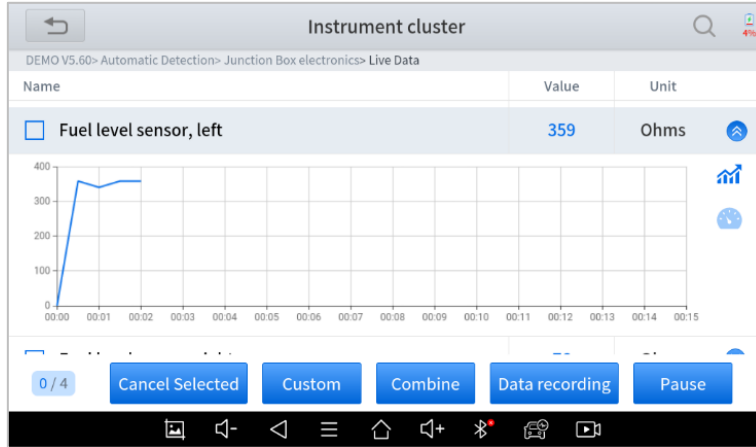 Instrument cluster
4%
DEMO V5.60> Automatic Detection> Junction Box electronics> Live Data
Name Value Unit
Fuel level sensor, left 359 Ohms
400
300
200
100
0
00:00 00:01 00:02 00:03 00:04 00:05 00:06 00:07 00:08 00:09 00:10 00:11 00:12 00:13 00:14 00:15
0 / 4 Cancel Selected Custom Combine Data recording Pause